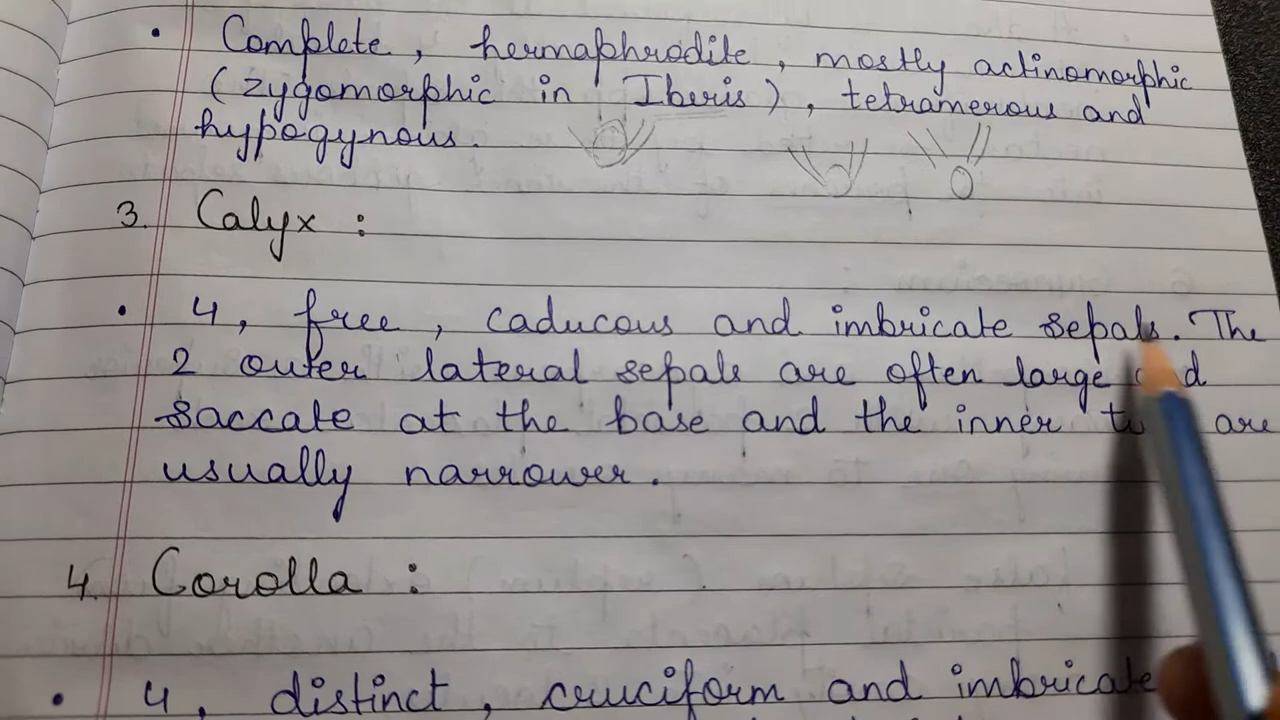 • Complete, hermaphrodite, mostly actinomorphic
(zygomorphic in Iberis), tetramerous and
hypogynous.
3. Calyx :
• 4, free, caducous and imbricate sepals. The
2 outer lateral sepals are often large
saccate at the base and the inner are
usually narrower.
4. Corolla :
• 4, distinct, cruciform and imbricate